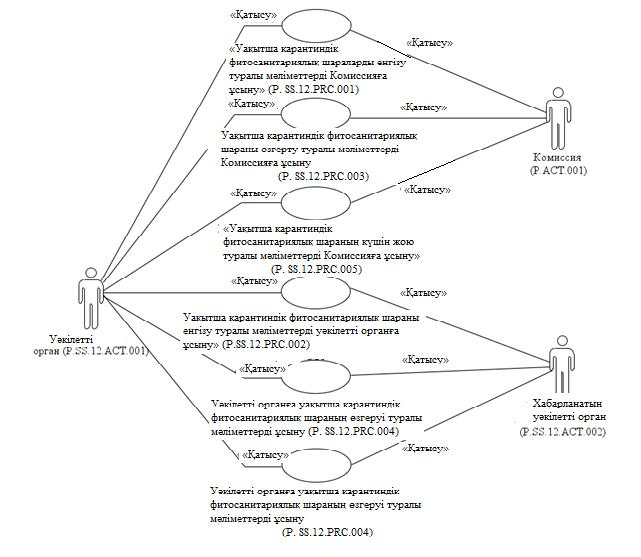 «Қатысу»
«Қатысу»
«Уақытша карантиндік
фитосанитариялық шараларды енгізу
туралы мәліметтерді Комиссияға
ұсыну» (P. SS.12.PRC.001)
«Қатысу»
«Қатысу»
Уақытша карантиндік фитосанитариялық
шараны өзгерту туралы мәліметтерді
Комиссияға ұсыну
(P. SS.12.PRC.003)
Комиссия
(P.ACT.001)
«Қатысу»
«Қатысу»
«Уақытша карантиндік
фитосанитариялық шараның күшін жою
туралы мәліметтерді Комиссияға ұсыну»
(P. SS.12.PRC.005)
«Қатысу»
«Қатысу»
Уақытша карантиндік фитосанитариялық шараны
енгізу туралы мәліметтерді уәкілетті органға
ұсыну» (P.SS.12.PRC.002)
Уәкілетті
орган (P.SS.12.ACT.001)
«Қатысу»
«Қатысу»
Уәкілетті органға уақытша карантиндік
фитосанитариялық шараның өзгеруі туралы
мәліметтерді ұсыну (P. SS.12.PRC.004)
Хабарланатын
уәкілетті орган
(P.SS.12.ACT.002)
«Қатысу»
«Қатысу»
Уәкілетті органға уақытша карантиндік
фитосанитариялық шараның өзгеруі туралы
мәліметтерді ұсыну
(P. SS.12.PRC.004)